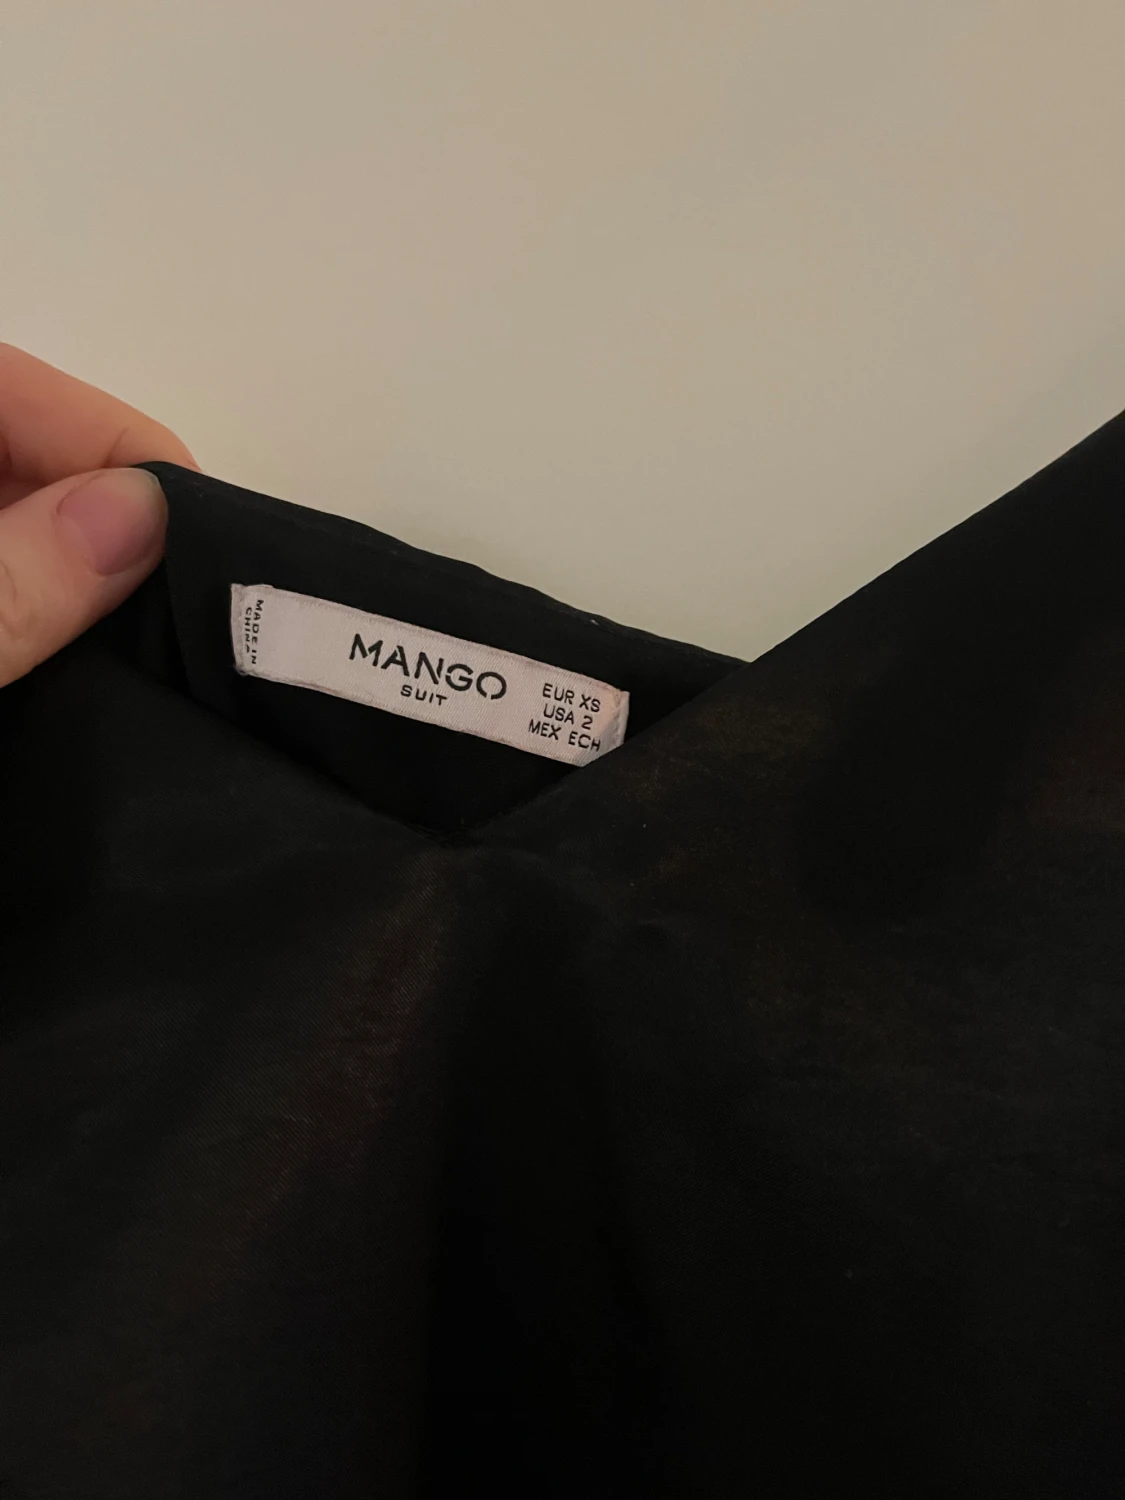 MADE IN
CHINA
MANGO
SUIT
EUR XS
USA 2
MEX ECH